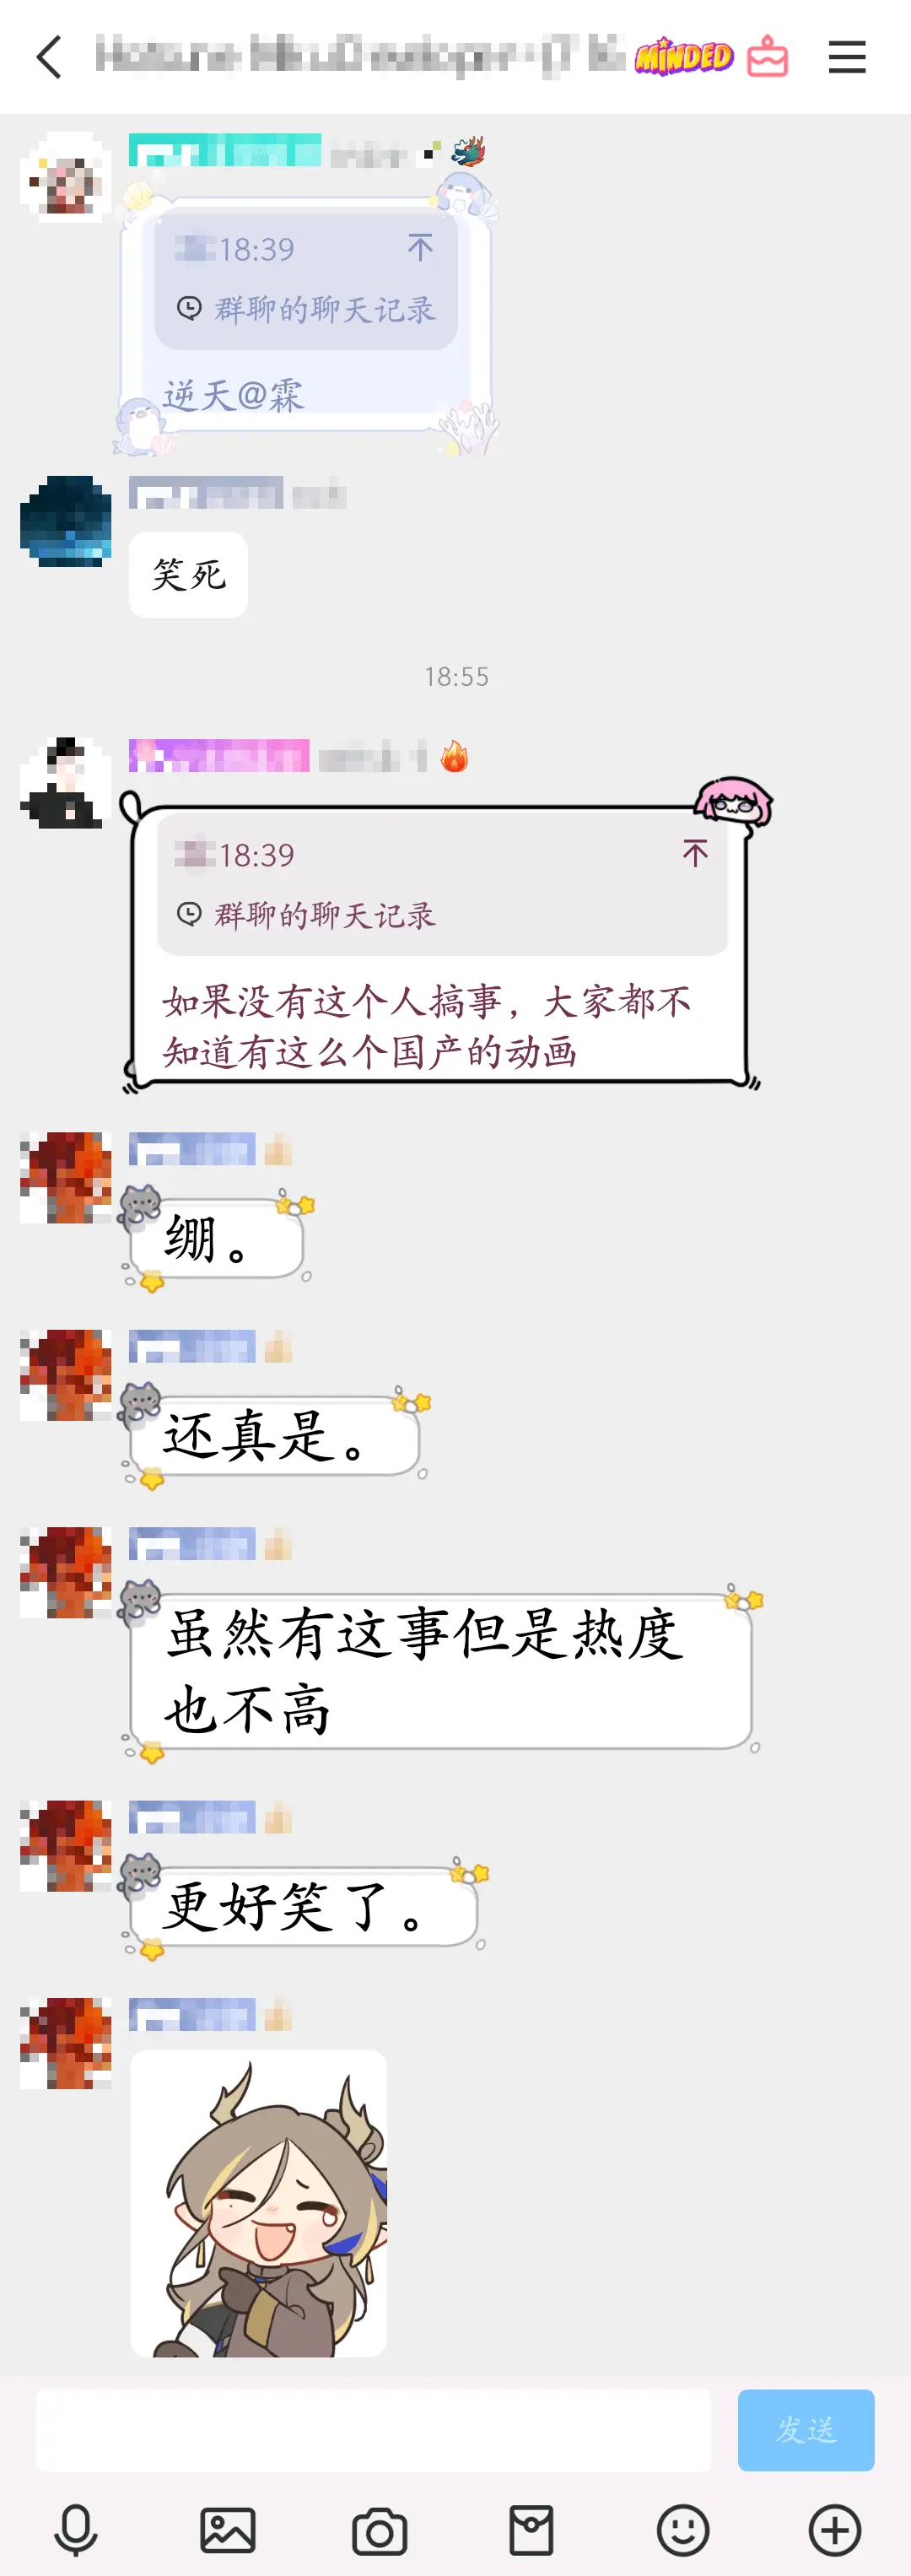 MINDED
18:39
群聊的聊天记录
逆天@霖
笑死
18:55
18:39
群聊的聊天记录
如果没有这个人搞事，大家都不
知道有这么个国产的动画
绷。
还真是。
虽然有这事但是热度
也不高
更好笑了。
发送